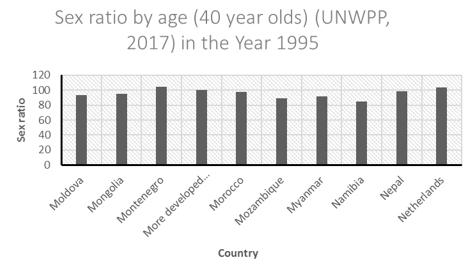 Sex ratio by age (40 year olds) (UNWPP,
2017) in the Year 1995
120
100
80
60
40
20
0
Sex ratio
Moldova
Mongolia
Montenegro
More developed…
Morocco
Mozambique
Myanmar
Namibia
Nepal
Netherlands
Country